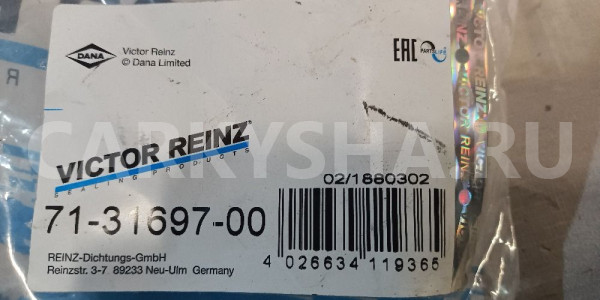 DANA
Victor Reinz
© Dana Limited
EAC
VICTOR REINZ
SEALING PRODUCTS
CARKYSHA.RU
02/1880302
71-31697-00
REINZ-Dichtungs-GmbH
Reinzstr. 3-7 89233 Neu-Ulm Germany
4 026634 119365